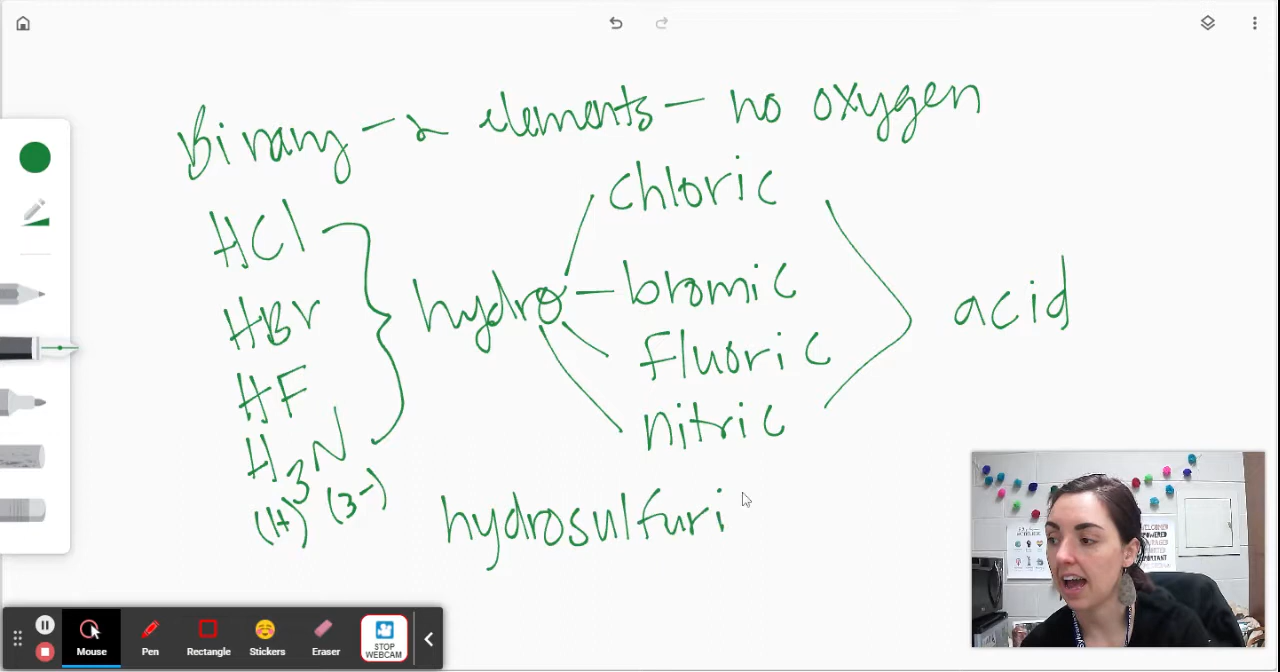 Binary - 2 elements - no oxygen
chloric
HCl
bromic
hydro
acid
HBr
fluoric
HF
nitric
H3N
(1+) (3-)
hydrosulfuri
Mouse
Pen
Rectangle
Stickers
Eraser
STOP WEBCAM